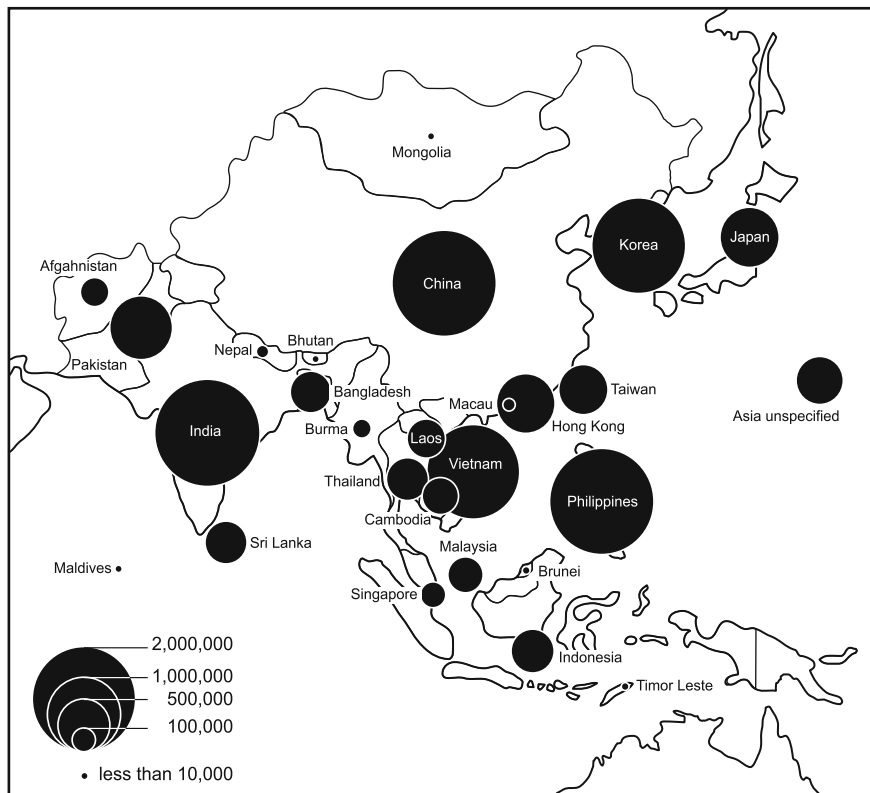 Mongolia
Korea
Japan
Afgahnistan
China
Pakistan
Nepal
Bhutan
Bangladesh
Macau
Taiwan
Asia unspecified
Hong Kong
India
Burma
Laos
Vietnam
Thailand
Philippines
Cambodia
Sri Lanka
Malaysia
Maldives
Brunei
Singapore
Indonesia
Timor Leste
2,000,000
1,000,000
500,000
100,000
less than 10,000